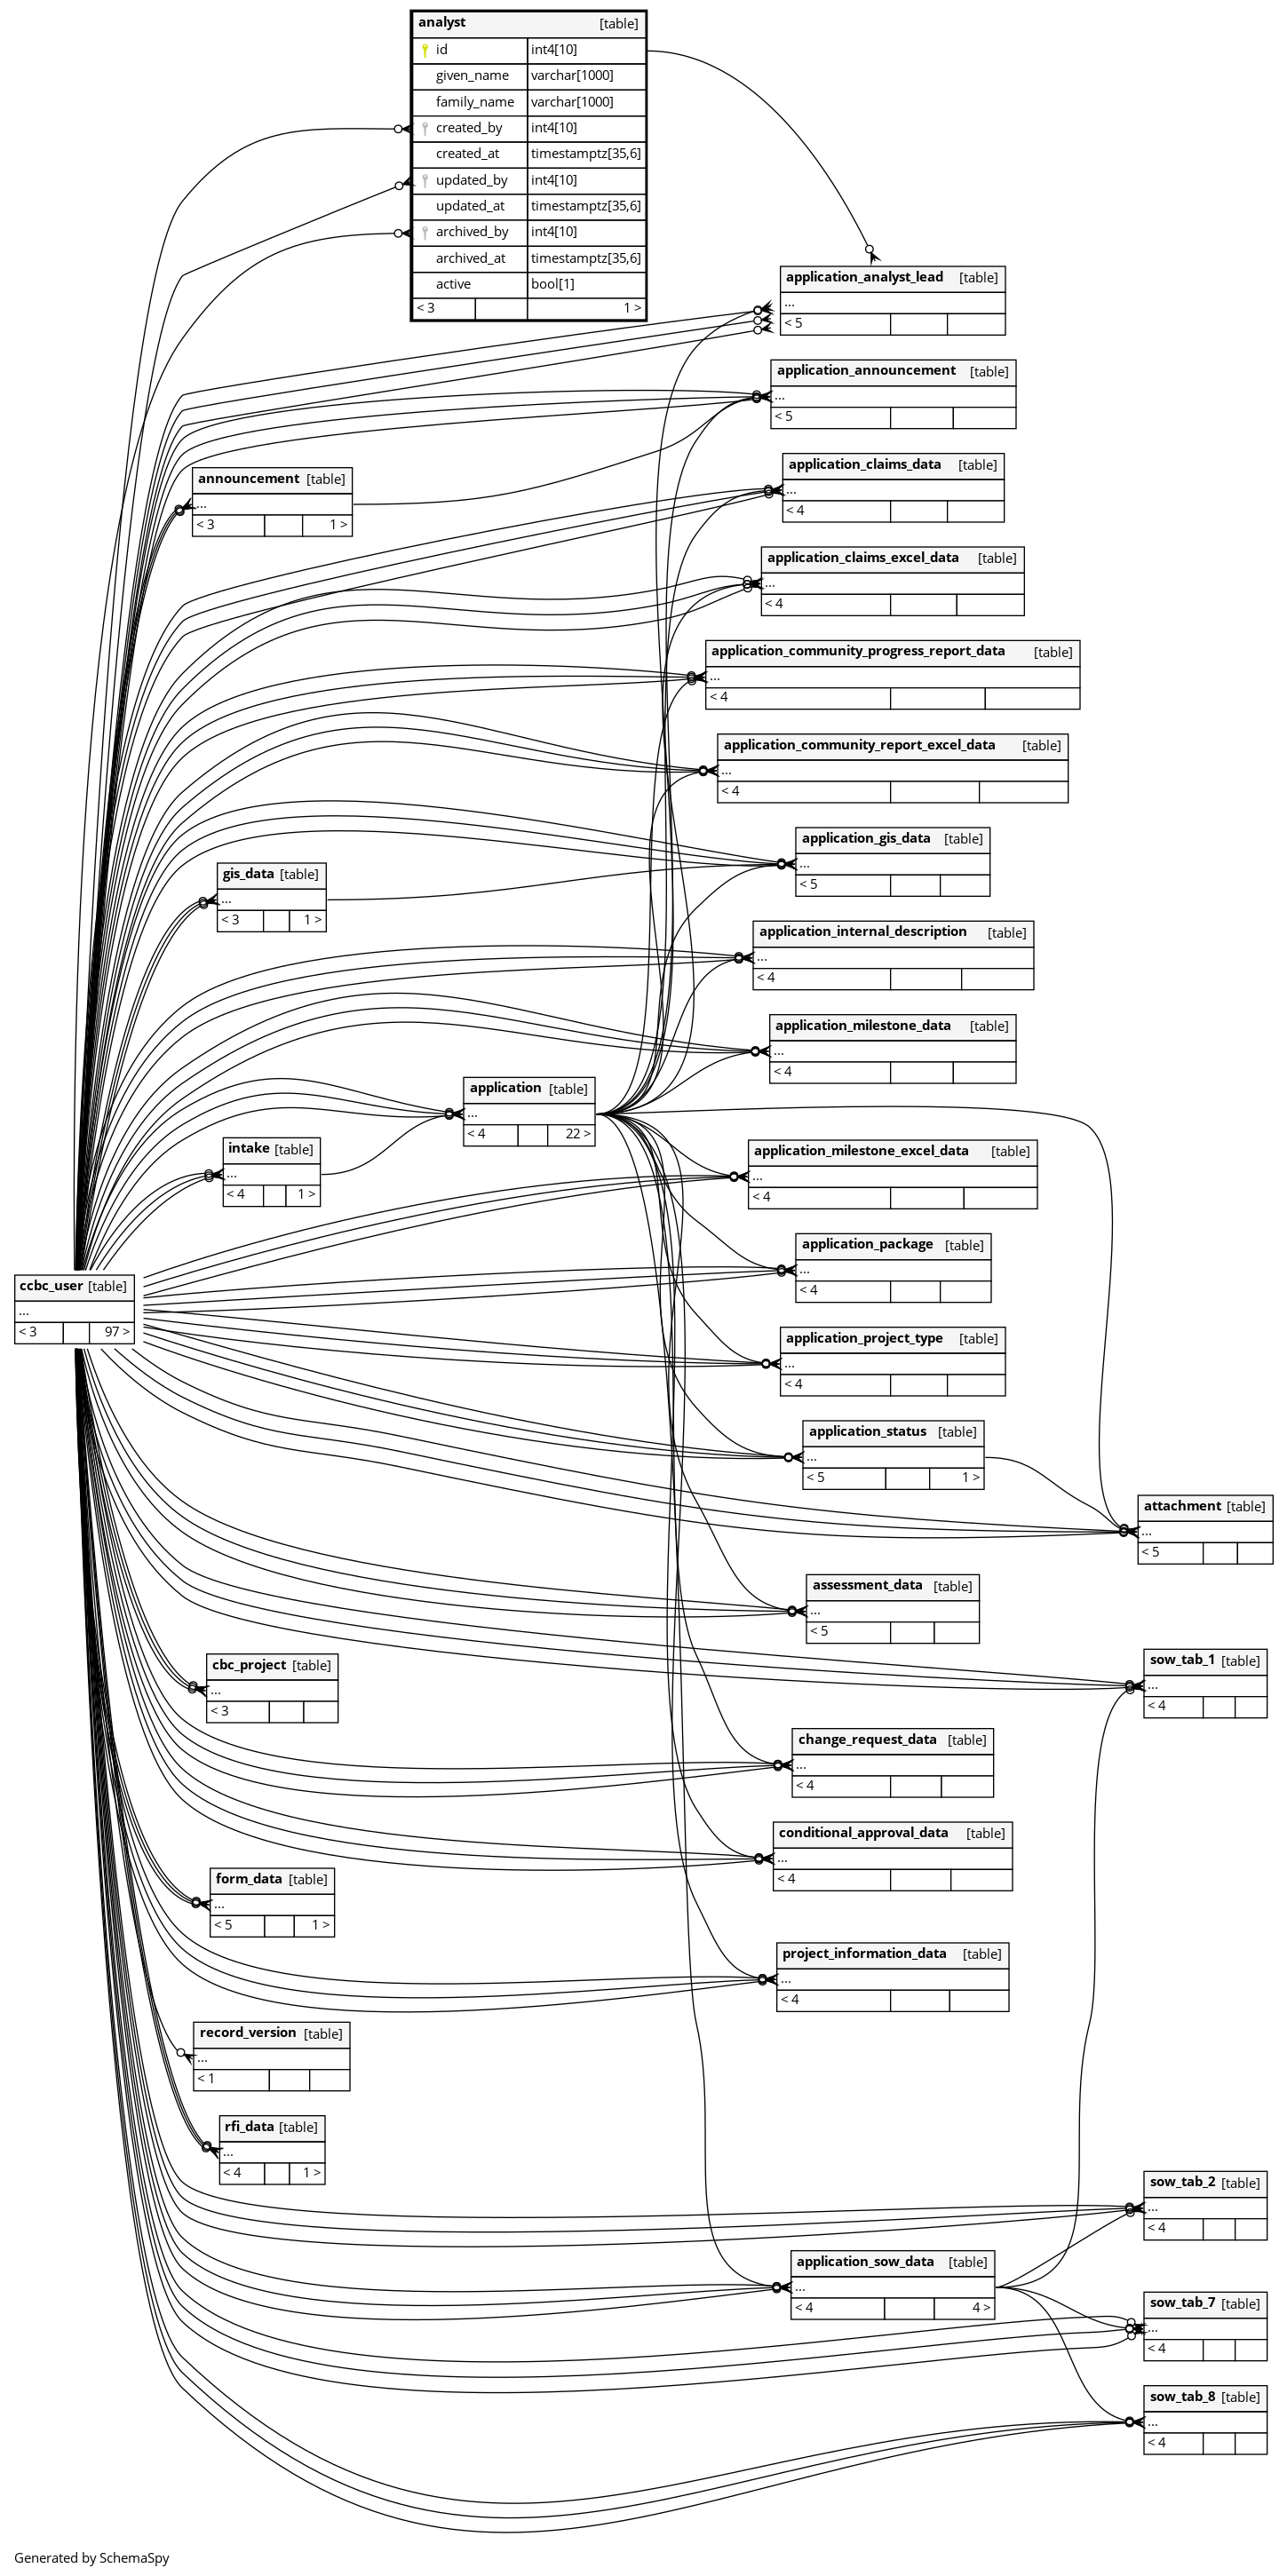 analyst [table]
id int4[10]
given_name varchar[1000]
family_name varchar[1000]
created_by int4[10]
created_at timestamptz[35,6]
updated_by int4[10]
updated_at timestamptz[35,6]
archived_by int4[10]
archived_at timestamptz[35,6]
active bool[1]
< 3 1 >
application_analyst_lead [table]
...
< 5
application_announcement [table]
...
< 5
announcement [table]
...
< 3 1 >
application_claims_data [table]
...
< 4
application_claims_excel_data [table]
...
< 4
application_community_progress_report_data [table]
...
< 4
application_community_report_excel_data [table]
...
< 4
application_gis_data [table]
...
< 5
gis_data [table]
...
< 3 1 >
application_internal_description [table]
...
< 4
application_milestone_data [table]
...
< 4
application [table]
...
< 4 22 >
intake [table]
...
< 4 1 >
application_milestone_excel_data [table]
...
< 4
application_package [table]
...
< 4
ccbc_user [table]
...
< 3 97 >
application_project_type [table]
...
< 4
application_status [table]
...
< 5 1 >
attachment [table]
...
< 5
assessment_data [table]
...
< 5
cbc_project [table]
...
< 3
sow_tab_1 [table]
...
< 4
change_request_data [table]
...
< 4
conditional_approval_data [table]
...
< 4
form_data [table]
...
< 5 1 >
project_information_data [table]
...
< 4
record_version [table]
...
< 1
rfi_data [table]
...
< 4 1 >
sow_tab_2 [table]
...
< 4
application_sow_data [table]
...
< 4 4 >
sow_tab_7 [table]
...
< 4
sow_tab_8 [table]
...
< 4
Generated by SchemaSpy